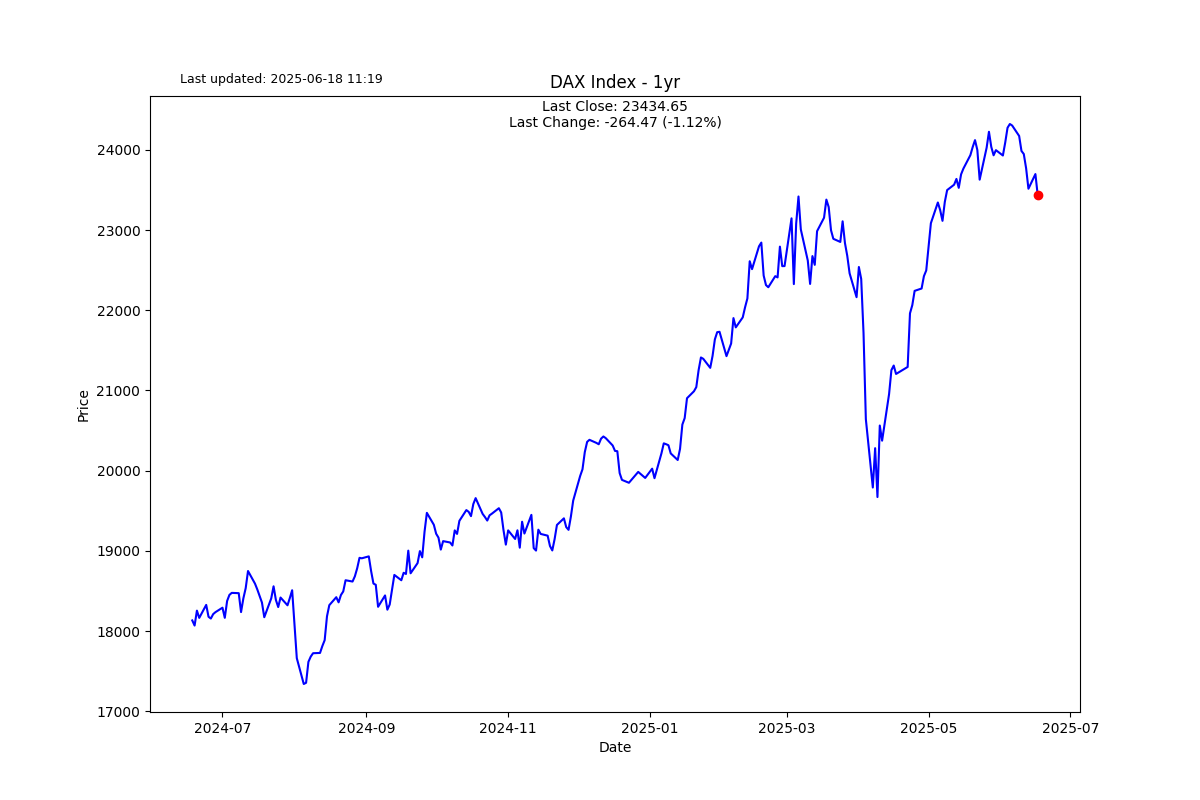 Last updated: 2025-06-18 11:19
DAX Index - 1yr
Last Close: 23434.65
Last Change: -264.47 (-1.12%)
24000
23000
22000
21000
20000
19000
18000
17000
Price
2024-07
2024-09
2024-11
2025-01
2025-03
2025-05
2025-07
Date